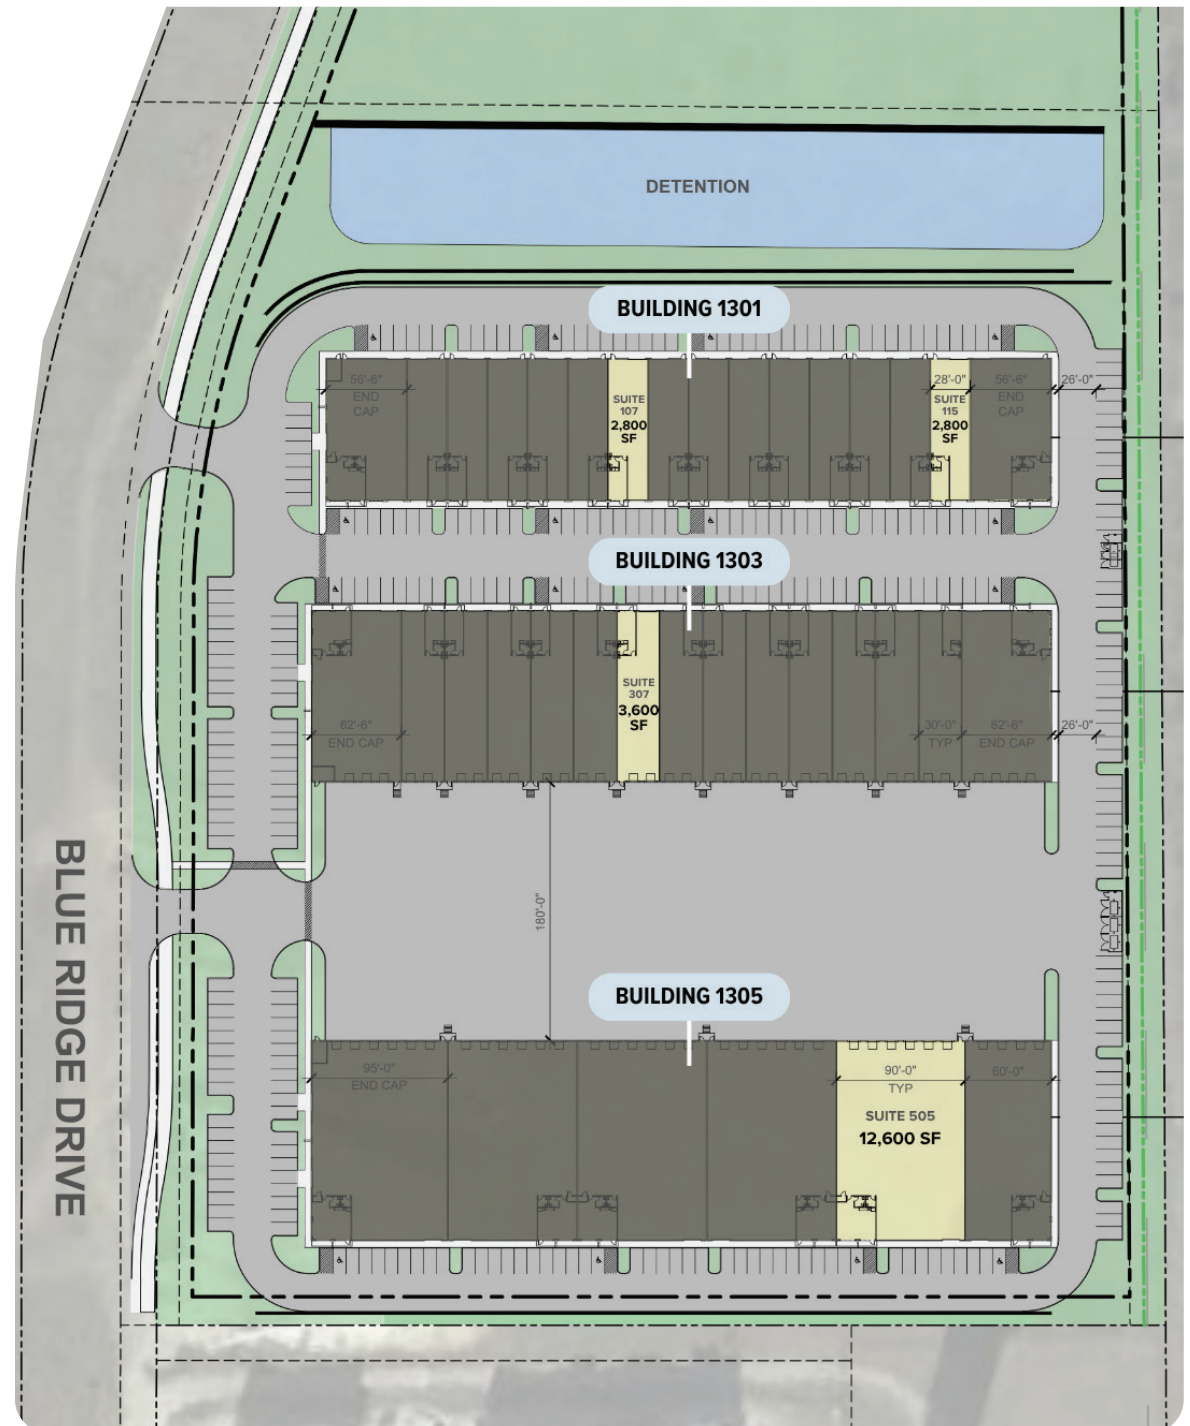 DETENTION
BUILDING 1301
56'-6"
END
CAP
SUITE
107
2,800
SF
28'-0"
SUITE
115
2,800
SF
56'-6"
END
CAP
26'-0"
BUILDING 1303
62'-6"
END CAP
SUITE
307
3,600
SF
30'-0"
TYP
62'-6"
END CAP
26'-0"
180'-0"
BLUE RIDGE DRIVE
BUILDING 1305
95'-0"
END CAP
90'-0"
TYP
60'-0"
SUITE 505
12,600 SF